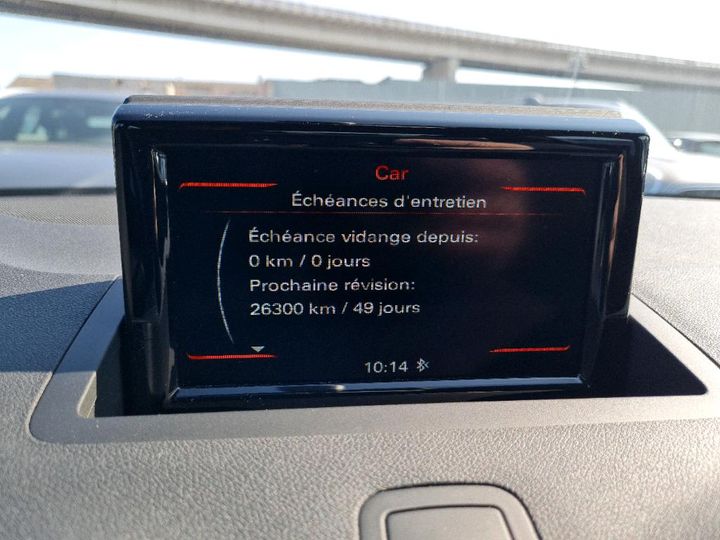 Car
Échéances d'entretien
Échéance vidange depuis:
0 km / 0 jours
Prochaine révision:
26300 km / 49 jours
10:14